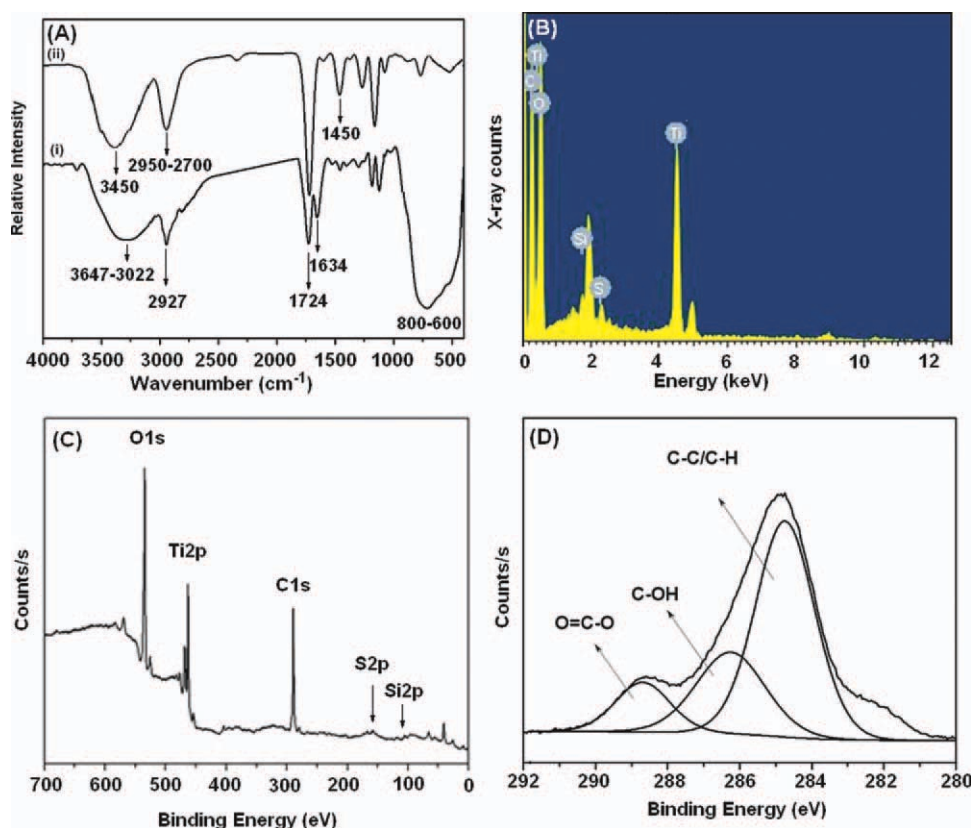 (A)
(ii)
(i)
3450
2950-2700
1450
3647-3022
2927
1634
1724
800-600
Relative Intensity
4000 3500 3000 2500 2000 1500 1000 500
Wavenumber (cm⁻¹)
(B)
Ti
C
O
Ti
Si
S
X-ray counts
0 2 4 6 8 10 12
Energy (keV)
(C)
O1s
Ti2p
C1s
S2p
Si2p
Counts/s
700 600 500 400 300 200 100 0
Binding Energy (eV)
(D)
C-C/C-H
C-OH
O=C-O
Counts/s
292 290 288 286 284 282 280
Binding Energy (eV)